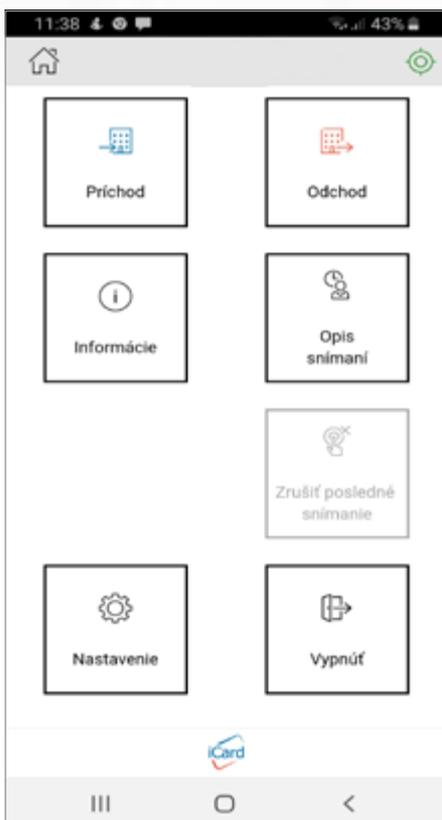 11:38 43%
Príchod Odchod
Informácie Opis
snímaní
Zrušiť posledné
snímanie
Nastavenie Vypnúť
iCard